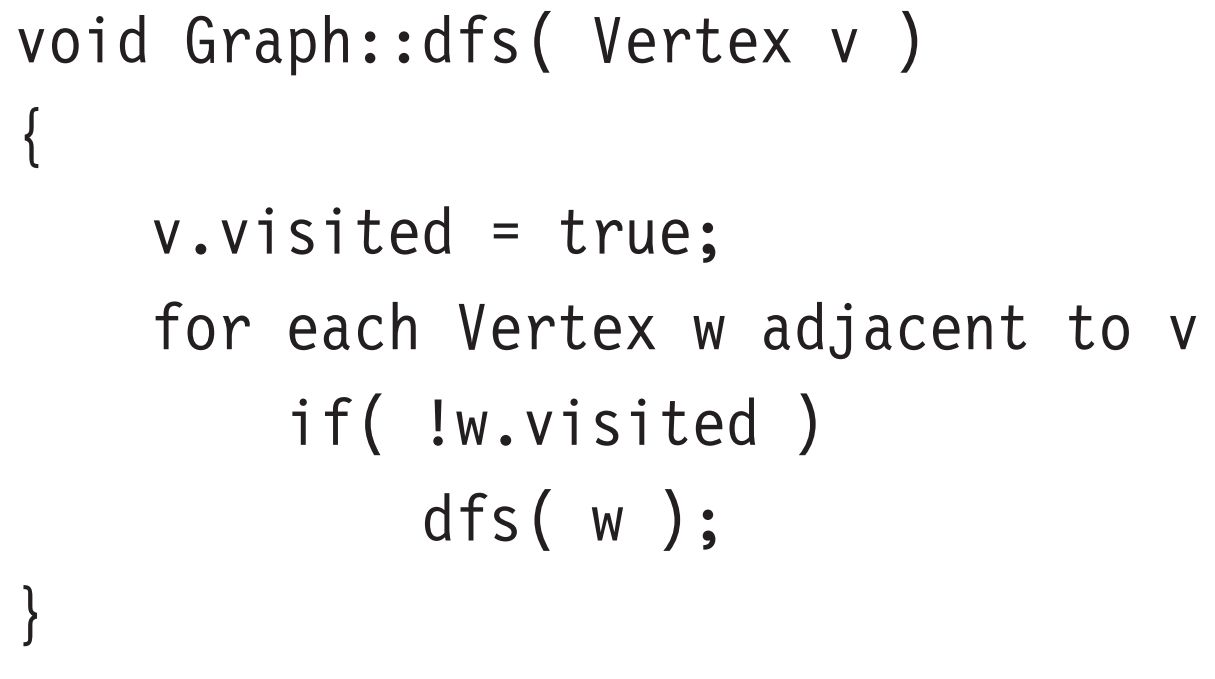 void Graph::dfs( Vertex v )
{
    v.visited = true;
    for each Vertex w adjacent to v
        if( !w.visited )
            dfs( w );
}